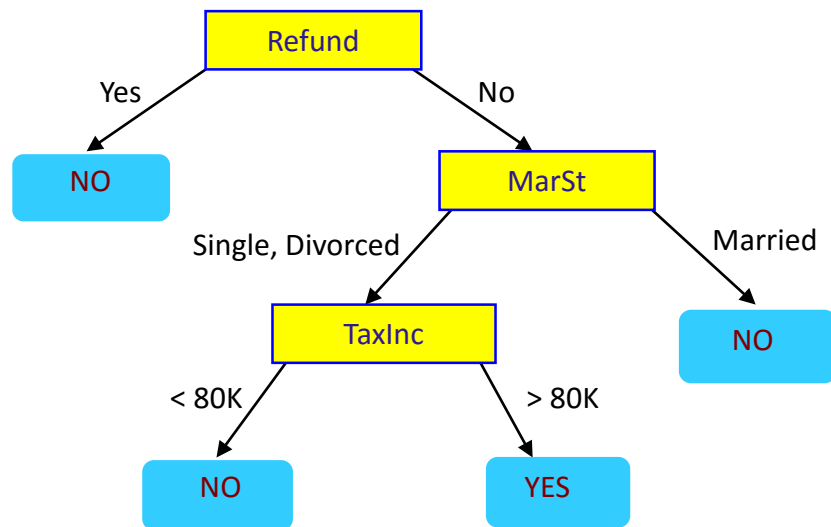 Refund
Yes
No
NO
MarSt
Single, Divorced
Married
TaxInc
NO
< 80K
> 80K
NO
YES